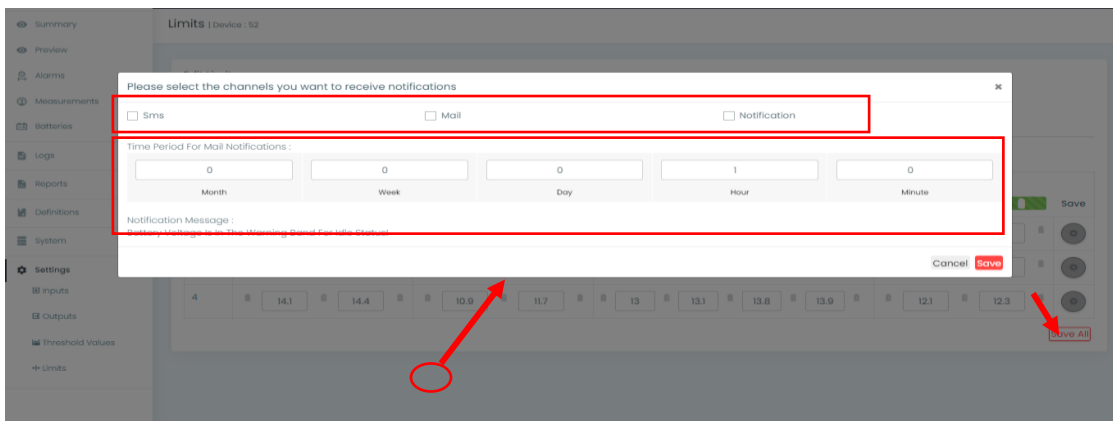 Summary
Limits | Device : 52
Preview
Alarms
Please select the channels you want to receive notifications
Measurements
Sms Mail Notification
Batteries
Time Period For Mail Notifications :
Logs
0 0 0 1 0
Reports
Month Week Day Hour Minute
Save
Definitions
Notification Message :
Battery Voltage Is In The Warning Band For Idle Status!
System
Cancel Save
Settings
Inputs
4 14.1 14.4 10.9 11.7 13 13.1 13.8 13.9 12.1 12.3
Outputs
Save All
Threshold Values
Limits